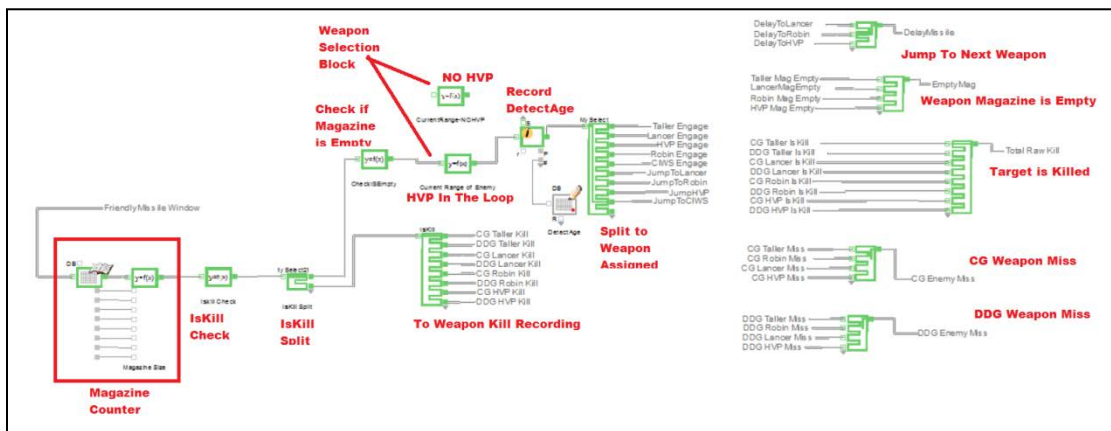 Weapon
Selection
Block
NO HVP
y=f(x)
CurrentRange-NOHVP
Record
DetectAge
Check if
Magazine
is Empty
y=f(x)
CheckISEmpty
y=f(x)
Current Range of Enemy
HVP In The Loop
DB
DetectAge
Taller Engage
Lancer Engage
HVP Engage
Robin Engage
CIWS Engage
JumpToLancer
JumpToRobin
JumpHVP
JumpToCIWS
Split to
Weapon
Assigned
FriendlyMissile Window
DB
y=f(x)
Magazine Size
Magazine
Counter
y=f(x)
Iskill Check
IsKill
Check
IsKill Split
IsKill
Split
IsKill
CG Taller Kill
DDG Taller Kill
CG Lancer Kill
DDG Lancer Kill
CG Robin Kill
DDG Robin Kill
CG HVP Kill
DDG HVP Kill
To Weapon Kill Recording
DelayToLancer
DelayToRobin
DelayToHVP
DelayMissile
Jump To Next Weapon
Taller Mag Empty
LancerMagEmpty
Robin Mag Empty
HVP Mag Empty
EmptyMag
Weapon Magazine is Empty
CG Taller Is Kill
DDG Taller Is Kill
CG Lancer Is Kill
DDG Lancer Is Kill
CG Robin Is Kill
DDG Robin Is Kill
CG HVP Is Kill
DDG HVP Is Kill
Total Raw Kill
Target is Killed
CG Taller Miss
CG Robin Miss
CG Lancer Miss
CG HVP Miss
CG Enemy Miss
CG Weapon Miss
DDG Taller Miss
DDG Robin Miss
DDG Lancer Miss
DDG HVP Miss
DDG Enemy Miss
DDG Weapon Miss